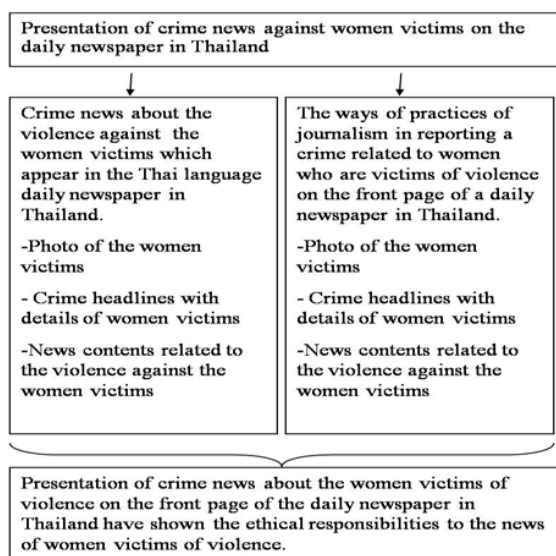 Presentation of crime news against women victims on the
daily newspaper in Thailand
Crime news about the
violence against the
women victims which
appear in the Thai language
daily newspaper in
Thailand.
-Photo of the women
victims
- Crime headlines with
details of women victims
-News contents related to
the violence against the
women victims
The ways of practices of
journalism in reporting a
crime related to women
who are victims of violence
on the front page of a daily
newspaper in Thailand.
-Photo of the women
victims
- Crime headlines with
details of women victims
-News contents related to
the violence against the
women victims
Presentation of crime news about the women victims of
violence on the front page of the daily newspaper in
Thailand have shown the ethical responsibilities to the news
of women victims of violence.